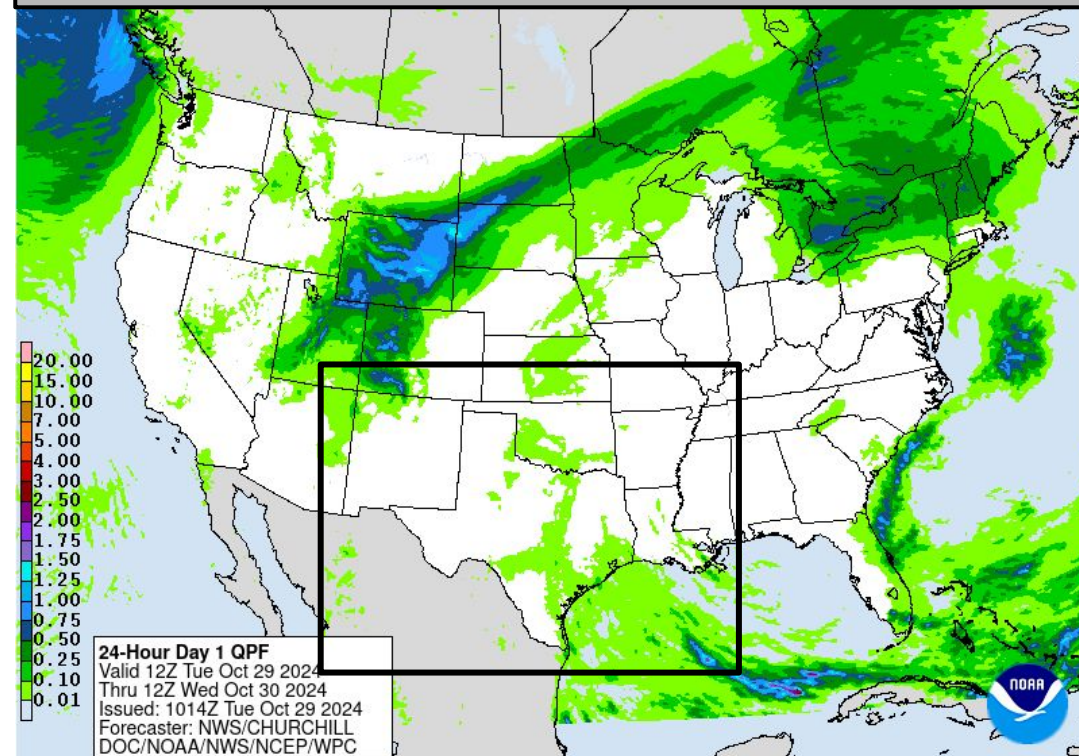 20.00
15.00
10.00
7.00
5.00
4.00
3.00
2.50
2.00
1.75
1.50
1.25
1.00
0.75
0.50
0.25
0.10
0.01
24-Hour Day 1 QPF
Valid 12Z Tue Oct 29 2024
Thru 12Z Wed Oct 30 2024
Issued: 1014Z Tue Oct 29 2024
Forecaster: NWS/CHURCHILL
DOC/NOAA/NWS/NCEP/WPC
NOAA